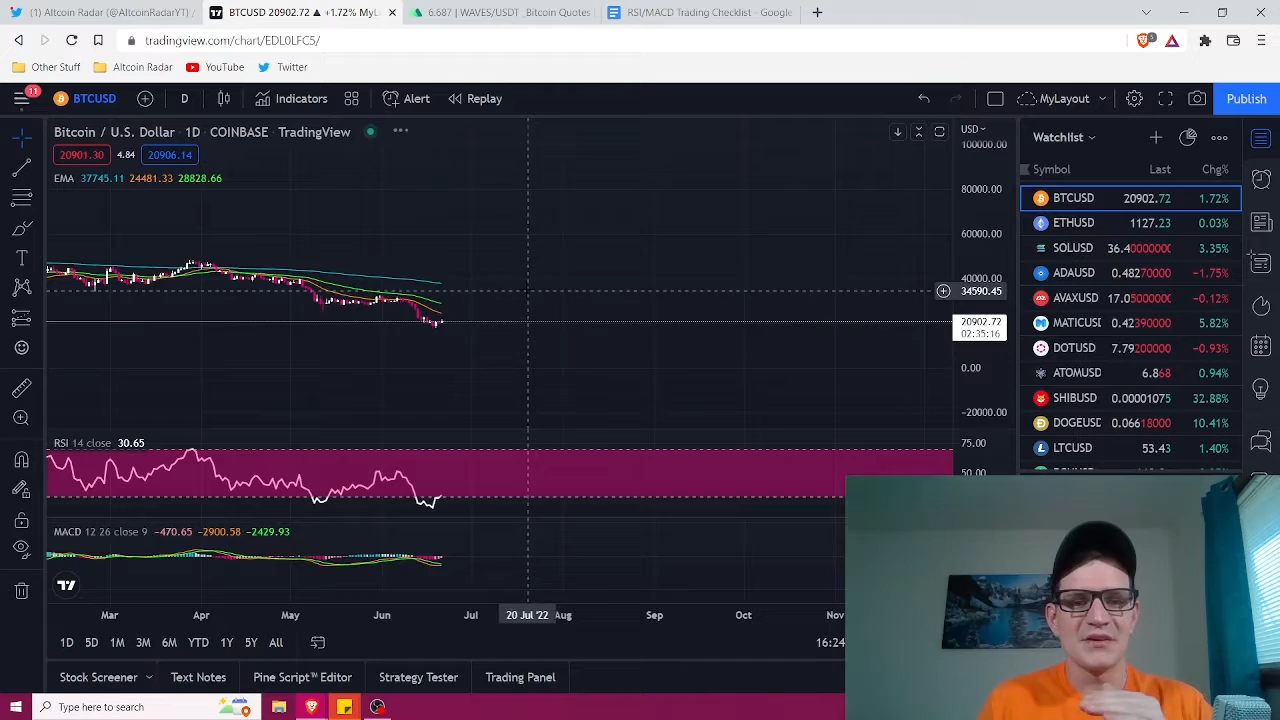 (1) Altcoin Radar (@AltcoinRadarYT) /
BTCUSD 20902.72 ▲ +1.72% MyL
6.687 | WAVES/USDT _Bitcoin Quotes
RSI/MACD Trading Checklist - Google
tradingview.com/chart/EDL0LFC5/
5
Other Stuff
Altcoin Radar
YouTube
Twitter
11
BTCUSD
D
Indicators
Alert
Replay
MyLayout
Publish
Bitcoin / U.S. Dollar · 1D · COINBASE · TradingView
20901.30 4.84 20906.14
EMA 37745.11 24481.33 28828.66
USD
100000.00
80000.00
60000.00
40000.00
34590.45
20902.72
02:35:16
0.00
-20000.00
RSI 14 close 30.65
75.00
50.00
MACD 12 26 close 9 -470.65 -2900.58 -2429.93
Mar Apr May Jun Jul 20 Jul '22 Aug Sep Oct Nov
1D 5D 1M 3M 6M YTD 1Y 5Y All
16:24
Stock Screener
Text Notes
Pine Script™ Editor
Strategy Tester
Trading Panel
Type here to search
Watchlist
Symbol Last Chg%
BTCUSD 20902.72 1.72%
ETHUSD 1127.23 0.03%
SOLUSD 36.40000000 3.35%
ADAUSD 0.48270000 -1.75%
AVAXUSD 17.05000000 -0.12%
MATICUSD 0.42390000 5.82%
DOTUSD 7.79200000 -0.93%
ATOMUSD 6.868 0.94%
SHIBUSD 0.00001075 32.88%
DOGEUSD 0.06618000 10.41%
LTCUSD 53.43 1.40%